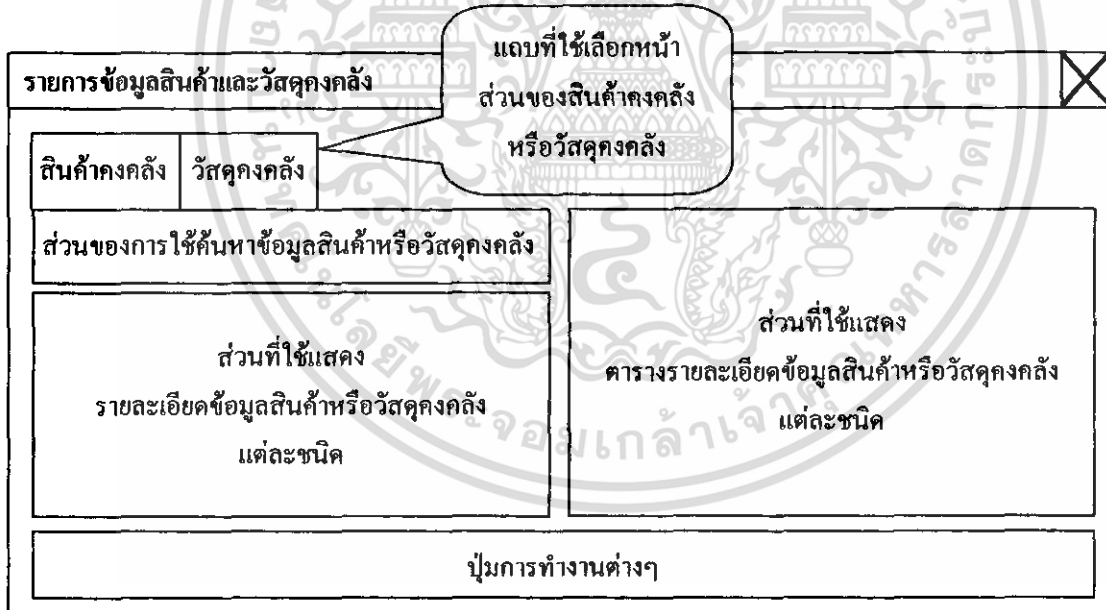 แถบที่ใช้เลือกหน้า
ส่วนของสินค้าคงคลัง
หรือวัสดุคงคลัง
รายการข้อมูลสินค้าและวัสดุคงคลัง
สินค้าคงคลัง วัสดุคงคลัง
ส่วนของการใช้ค้นหาข้อมูลสินค้าหรือวัสดุคงคลัง
ส่วนที่ใช้แสดง
รายละเอียดข้อมูลสินค้าหรือวัสดุคงคลัง
แต่ละชนิด
ส่วนที่ใช้แสดง
ตารางรายละเอียดข้อมูลสินค้าหรือวัสดุคงคลัง
แต่ละชนิด
ปุ่มการทำงานต่างๆ